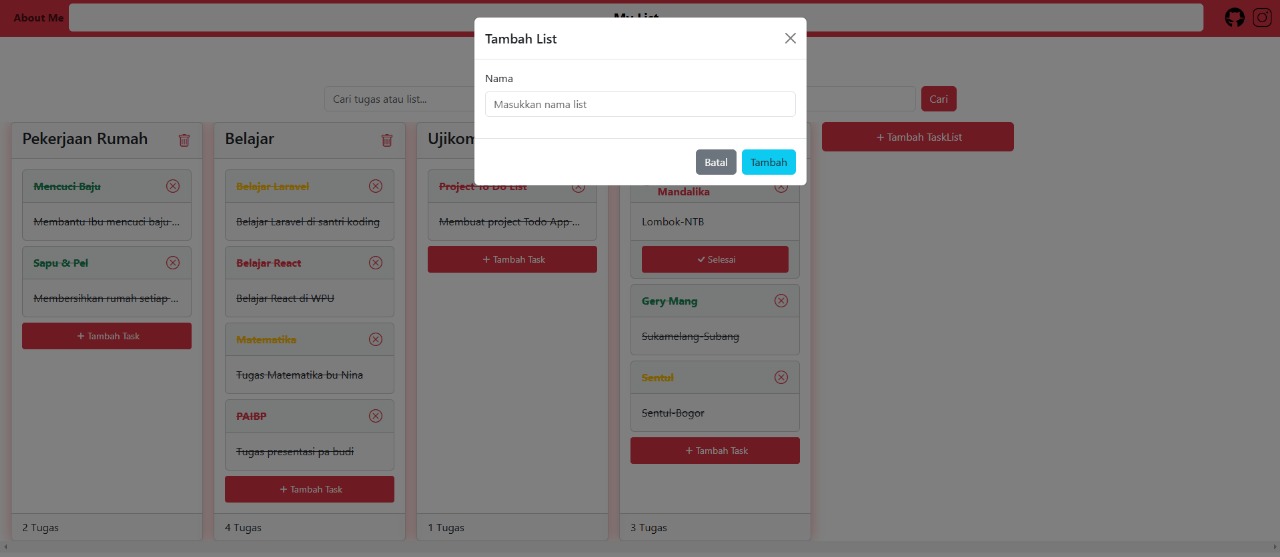 About Me
My List
Tambah List
Nama
Masukkan nama list
Batal
Tambah
Cari tugas atau list...
Cari
Pekerjaan Rumah
Mencuci Baju
Membantu Ibu mencuci baju ...
Sapu & Pel
Membersihkan rumah setiap ...
+ Tambah Task
2 Tugas
Belajar
Belajar Laravel
Belajar Laravel di santri koding
Belajar React
Belajar React di WPU
Matematika
Tugas Matematika bu Nina
PAIBP
Tugas presentasi pa budi
+ Tambah Task
4 Tugas
Ujikom
Project To Do List
Membuat project Todo App ...
+ Tambah Task
1 Tugas
Mandalika
Lombok-NTB
Selesai
Gery Mang
Sukamelang-Subang
Sentul
Sentul-Bogor
+ Tambah Task
3 Tugas
+ Tambah TaskList